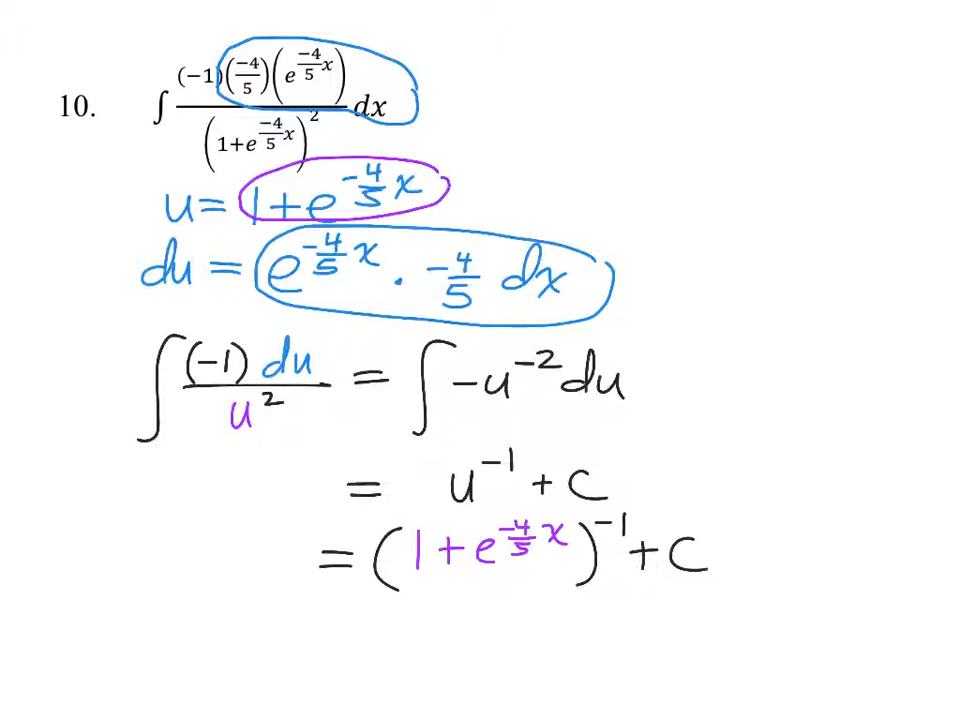 10. ∫ (−1)(−4/5)(e^(−4/5 x)) / (1+e^(−4/5 x))^2 dx
u = 1 + e^(−4/5 x)
du = e^(−4/5 x) · −4/5 dx
∫ (−1) du / u^2 = ∫ −u^−2 du
= u^−1 + C
= (1 + e^(−4/5 x))^−1 + C